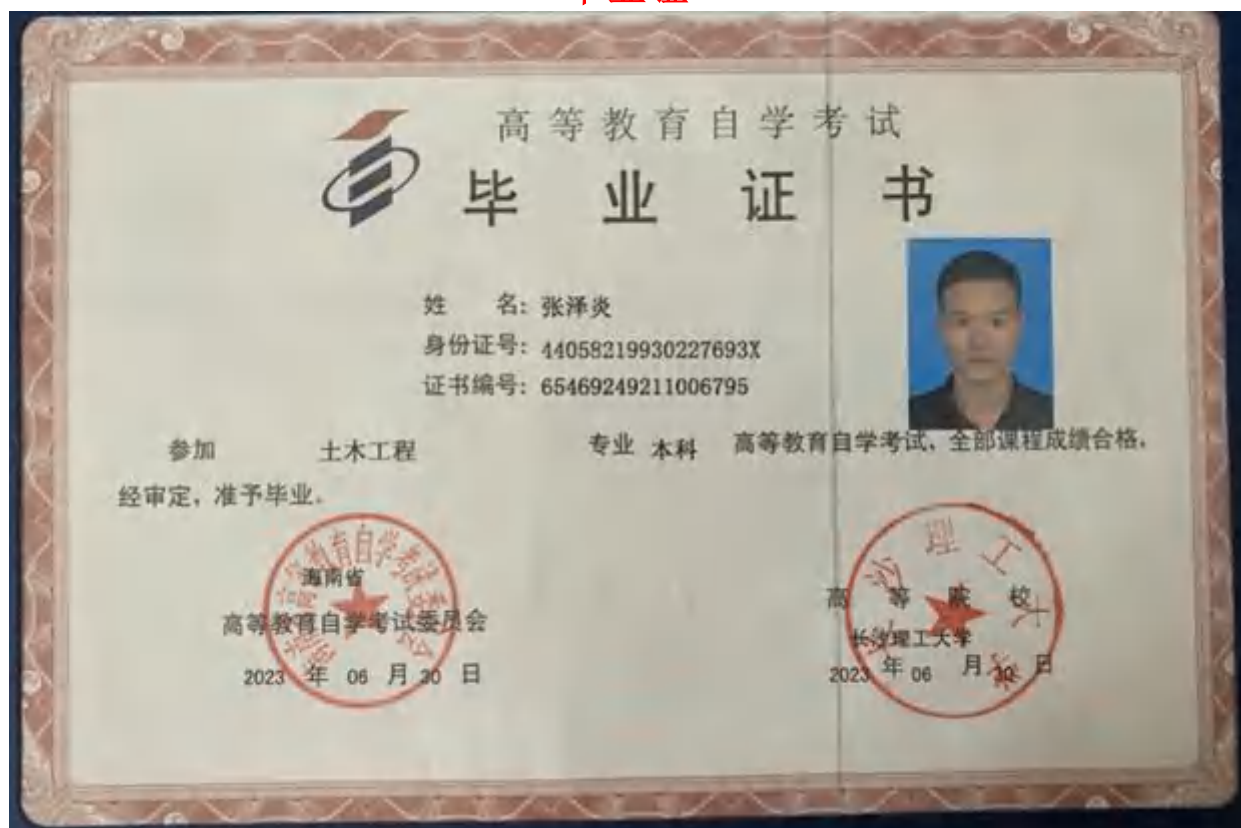 高等教育自学考试
毕业证书
姓 名：张泽炎
身份证号：44058219930227693X
证书编号：65469249211006795
参加 土木工程 专业 本科 高等教育自学考试、全部课程成绩合格，
经审定，准予毕业。
海南省
高等教育自学考试委员会
2023 年 06 月 30 日
高等院校
长沙理工大学
2023 年 06 月 30 日